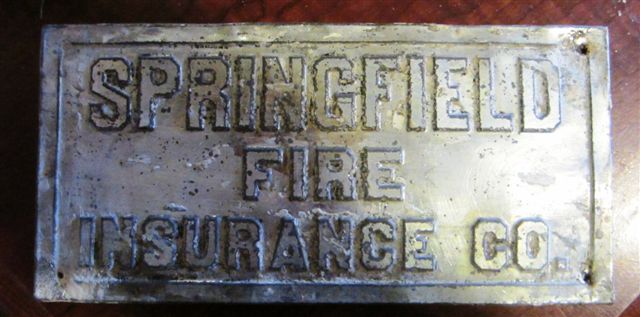 SPRINGFIELD
FIRE
INSURANCE CO.